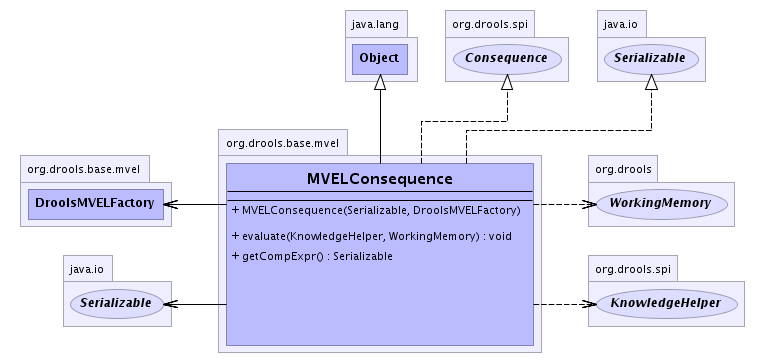 java.lang
org.drools.spi
java.io
Object
Consequence
Serializable
org.drools.base.mvel
org.drools.base.mvel
org.drools
MVELConsequence
DroolsMVELFactory
+ MVELConsequence(Serializable, DroolsMVELFactory)
WorkingMemory
+ evaluate(KnowledgeHelper, WorkingMemory) : void
+ getCompExpr() : Serializable
java.io
org.drools.spi
Serializable
KnowledgeHelper